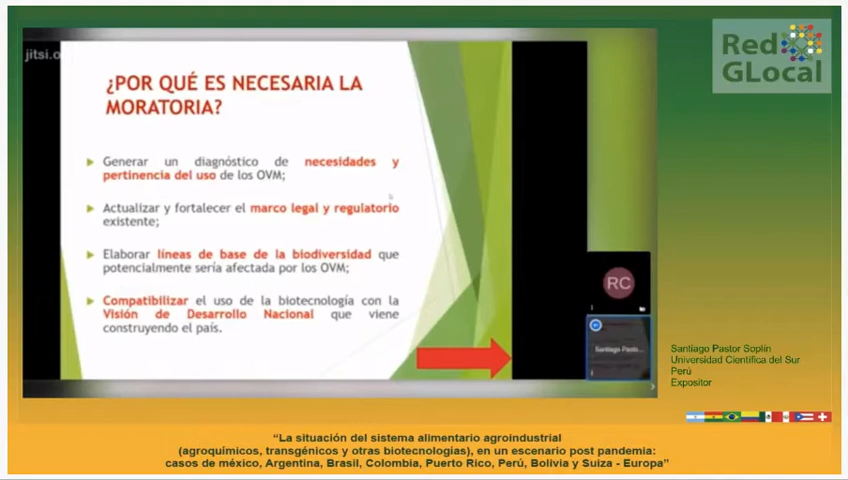 jitsi.o
Red
GLocal
¿POR QUÉ ES NECESARIA LA
MORATORIA?
Generar un diagnóstico de necesidades y
pertinencia del uso de los OVM;
Actualizar y fortalecer el marco legal y regulatorio
existente;
Elaborar líneas de base de la biodiversidad que
potencialmente sería afectada por los OVM;
Compatibilizar el uso de la biotecnología con la
Visión de Desarrollo Nacional que viene
construyendo el país.
RC
Santiago Pasto...
Santiago Pastor Soplín
Universidad Científica del Sur
Perú
Expositor
“La situación del sistema alimentario agroindustrial
(agroquímicos, transgénicos y otras biotecnologías), en un escenario post pandemia:
casos de méxico, Argentina, Brasil, Colombia, Puerto Rico, Perú, Bolivia y Suiza - Europa”